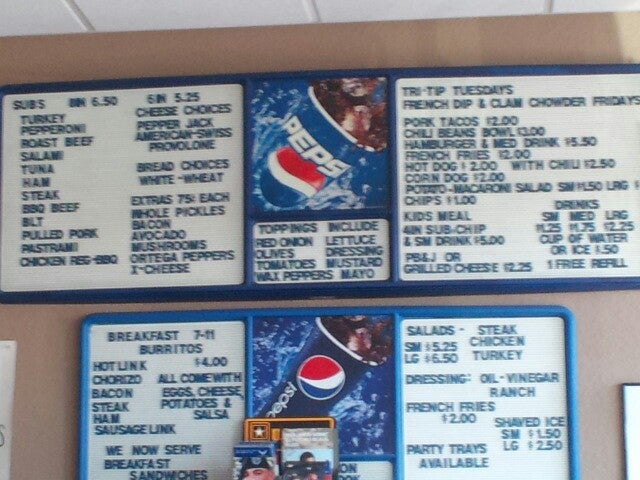 SUBS 8IN 6.50 6IN 5.25
TURKEY
PEPPERONI
ROAST BEEF
SALAMI
TUNA
HAM
STEAK
BBQ BEEF
BLT
PULLED PORK
PASTRAMI
CHICKEN REG-BBQ
CHEESE CHOICES
PEPPER JACK
AMERICAN-SWISS
PROVOLONE
BREAD CHOICES
WHITE-WHEAT
EXTRAS 75¢ EACH
WHOLE PICKLES
BACON
AVOCADO
MUSHROOMS
ORTEGA PEPPERS
X-CHEESE
PEPSI
TOPPINGS INCLUDE
RED ONION LETTUCE
OLIVES DRESSING
TOMATOES MUSTARD
WAX PEPPERS MAYO
TRI-TIP TUESDAYS
FRENCH DIP & CLAM CHOWDER FRIDAYS
PORK TACOS $2.00
CHILI BEANS BOWL $3.00
HAMBURGER & MED DRINK $5.50
FRENCH FRIES $2.00
HOT DOG $2.00 WITH CHILI $2.50
CORN DOG $2.00
POTATO-MACARONI SALAD SM $1.50 LRG
CHIP'S $1.00
KIDS MEAL
4IN SUB-CHIP
& SM DRINK $5.00
PB&J OR
GRILLED CHEESE $2.25
DRINKS
SM MED LRG
$1.25 $1.75 $2.25
CUP OF WATER
OR ICE $.50
1 FREE REFILL
BREAKFAST 7-11
BURRITOS
$4.00
HOT LINK
CHORIZO
BACON
STEAK
HAM
SAUSAGE LINK
ALL COME WITH
EGGS, CHEESE,
POTATOES &
SALSA
WE NOW SERVE
BREAKFAST
SANDWICHES
pepsi
SALADS - STEAK
SM $5.25 CHICKEN
LG $6.50 TURKEY
DRESSING: OIL-VINEGAR
RANCH
FRENCH FRIES
$2.00
SHAVED ICE
SM $1.50
LG $2.50
PARTY TRAYS
AVAILABLE